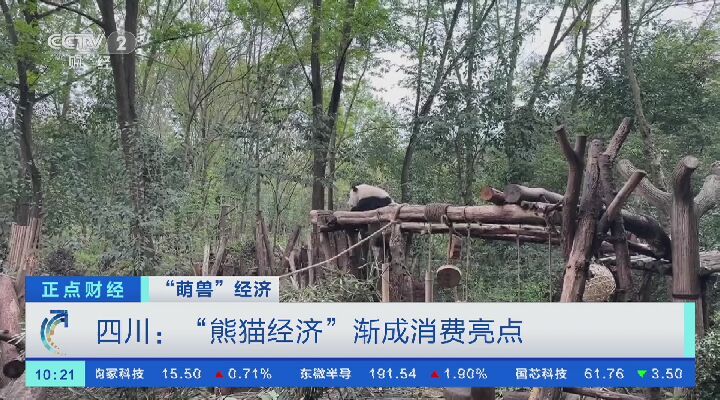 CCTV 2
财经
正点财经
“萌兽”经济
四川：“熊猫经济”渐成消费亮点
10:21 科技 15.50 ▲ 0.71% 东微半导 191.54 ▲ 1.90% 国芯科技 61.76 ▼ 3.50